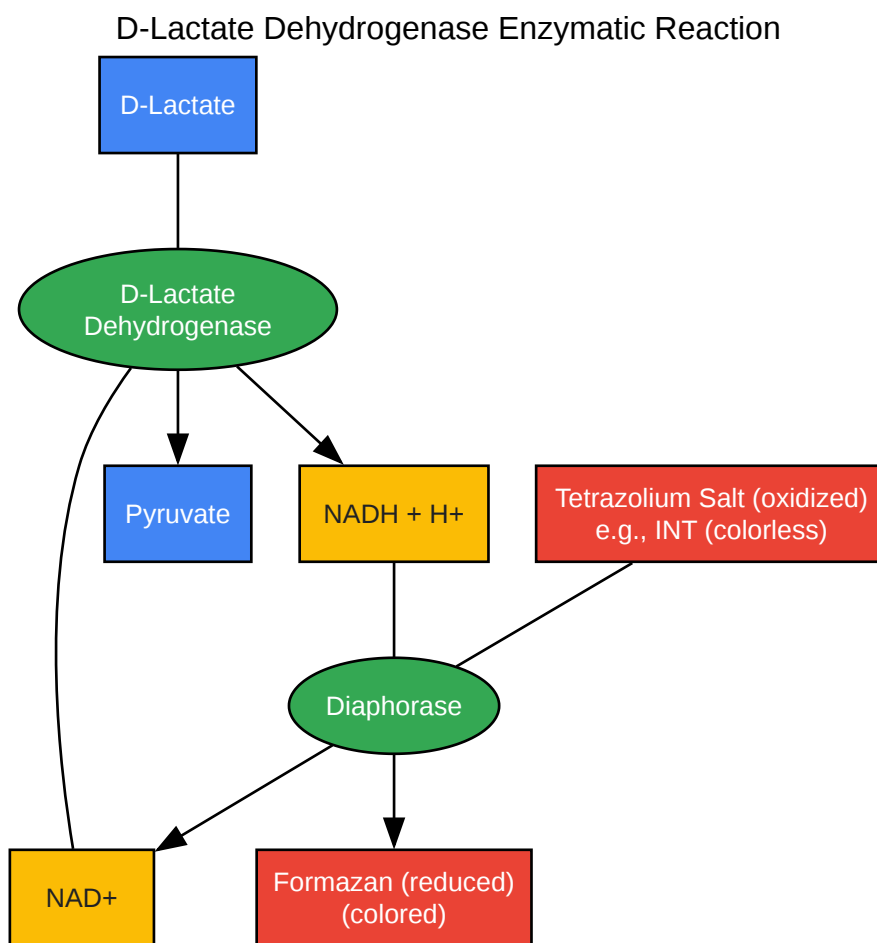 D-Lactate Dehydrogenase Enzymatic Reaction
D-Lactate
D-Lactate
Dehydrogenase
Pyruvate
NADH + H+
Tetrazolium Salt (oxidized)
e.g., INT (colorless)
Diaphorase
NAD+
Formazan (reduced)
(colored)